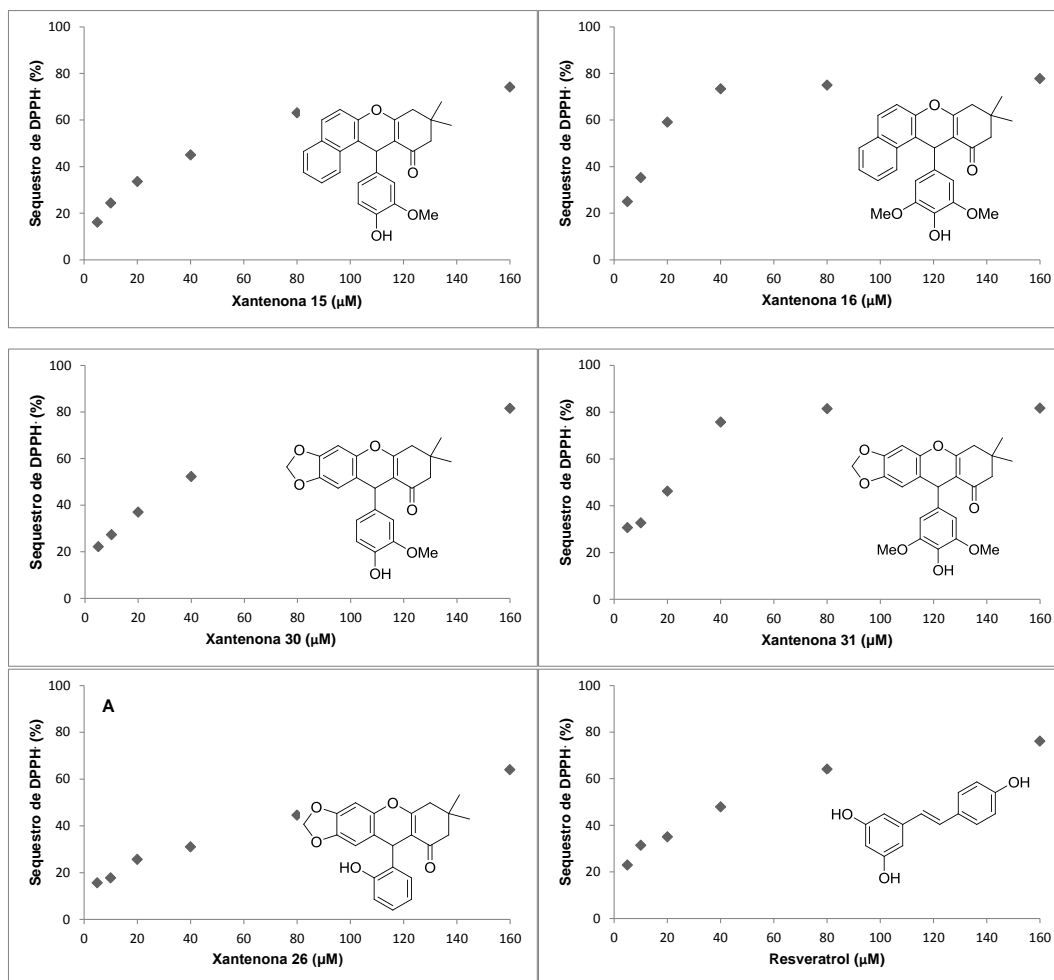 100
80
60
40
20
0
Sequestro de DPPH· (%)
O
O
OMe
OH
0 20 40 60 80 100 120 140 160
Xantenona 15 (µM)
100
80
60
40
20
0
Sequestro de DPPH· (%)
O
O
MeO OMe
OH
0 20 40 60 80 100 120 140 160
Xantenona 16 (µM)
100
80
60
40
20
0
Sequestro de DPPH· (%)
O O
O O
OMe
OH
0 20 40 60 80 100 120 140 160
Xantenona 30 (µM)
100
80
60
40
20
0
Sequestro de DPPH· (%)
O O
O O
MeO OMe
OH
0 20 40 60 80 100 120 140 160
Xantenona 31 (µM)
A
100
80
60
40
20
0
Sequestro de DPPH· (%)
O O
O O
HO
0 20 40 60 80 100 120 140 160
Xantenona 26 (µM)
100
80
60
40
20
0
Sequestro de DPPH· (%)
OH
HO
OH
0 20 40 60 80 100 120 140 160
Resveratrol (µM)